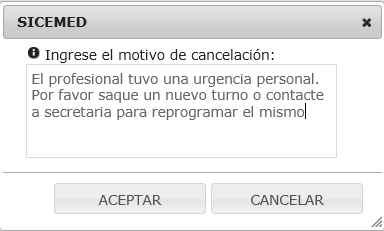 SICEMED
Ingrese el motivo de cancelación:
El profesional tuvo una urgencia personal.
Por favor saque un nuevo turno o contacte
a secretaria para reprogramar el mismo
ACEPTAR CANCELAR